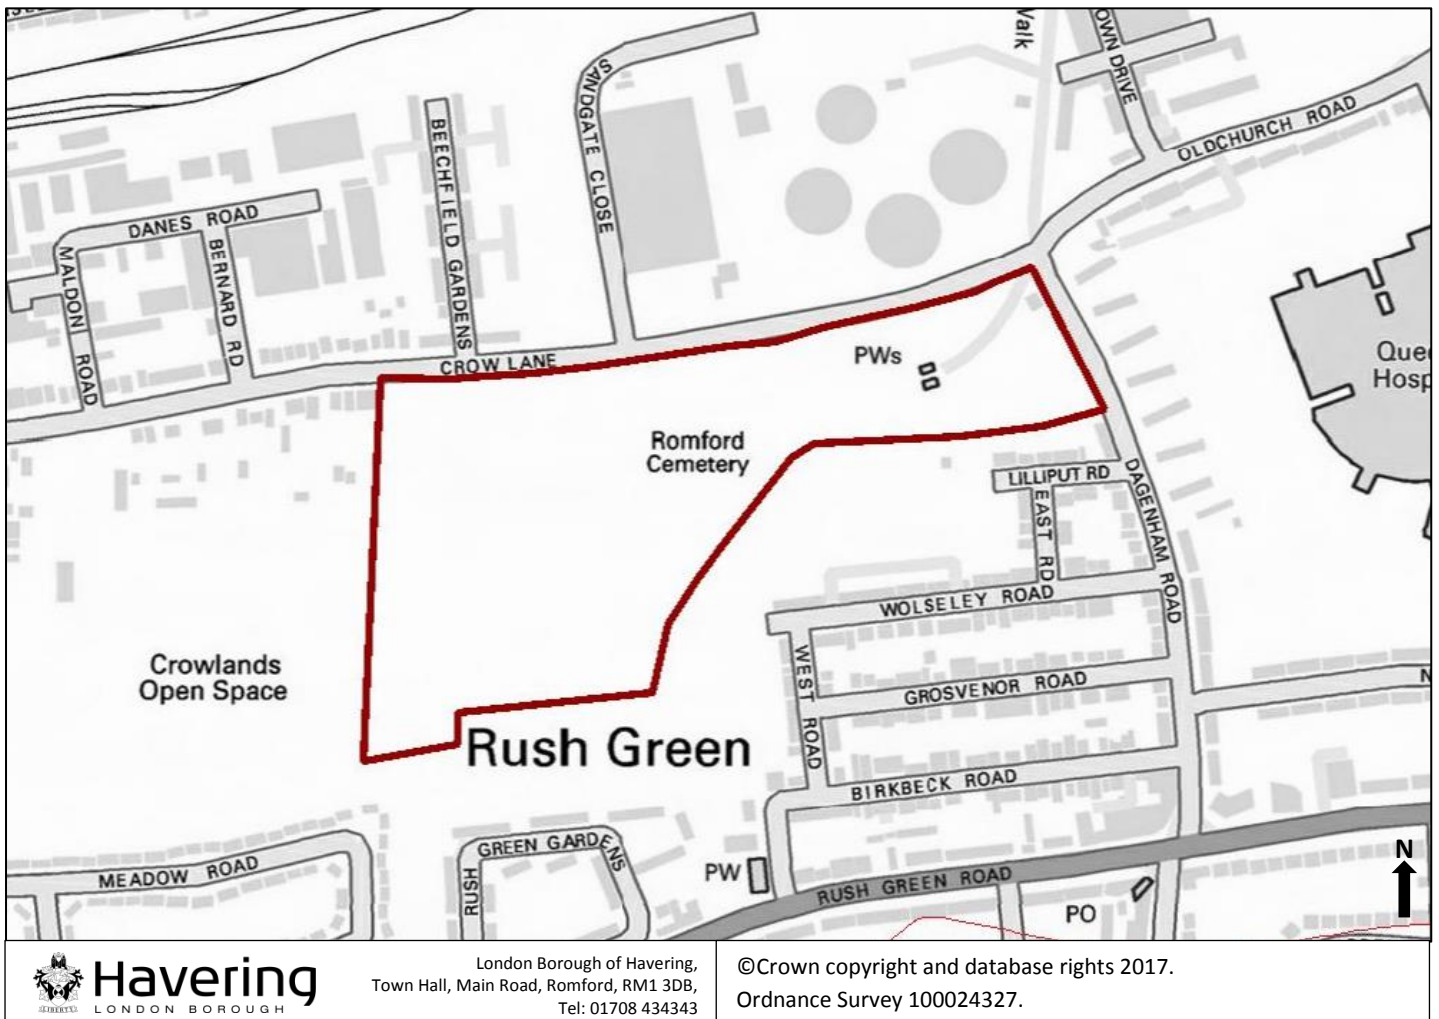 Walk
OWN DRIVE
SANDGATE CLOSE
OLDCHURCH ROAD
BEECHFIELD GARDENS
DANES ROAD
MALDON ROAD
BERNARD RD
CROW LANE
PWs
Quee
Hosp
Romford
Cemetery
LILLIPUT RD
EAST RD
DAGENHAM ROAD
WOLSELEY ROAD
Crowlands
Open Space
WEST ROAD
GROSVENOR ROAD
N
Rush Green
BIRKBECK ROAD
GREEN GARDENS
RUSH
MEADOW ROAD
PW
RUSH GREEN ROAD
PO
N
Havering
LONDON BOROUGH
LIBERTY
London Borough of Havering,
Town Hall, Main Road, Romford, RM1 3DB,
Tel: 01708 434343
©Crown copyright and database rights 2017.
Ordnance Survey 100024327.